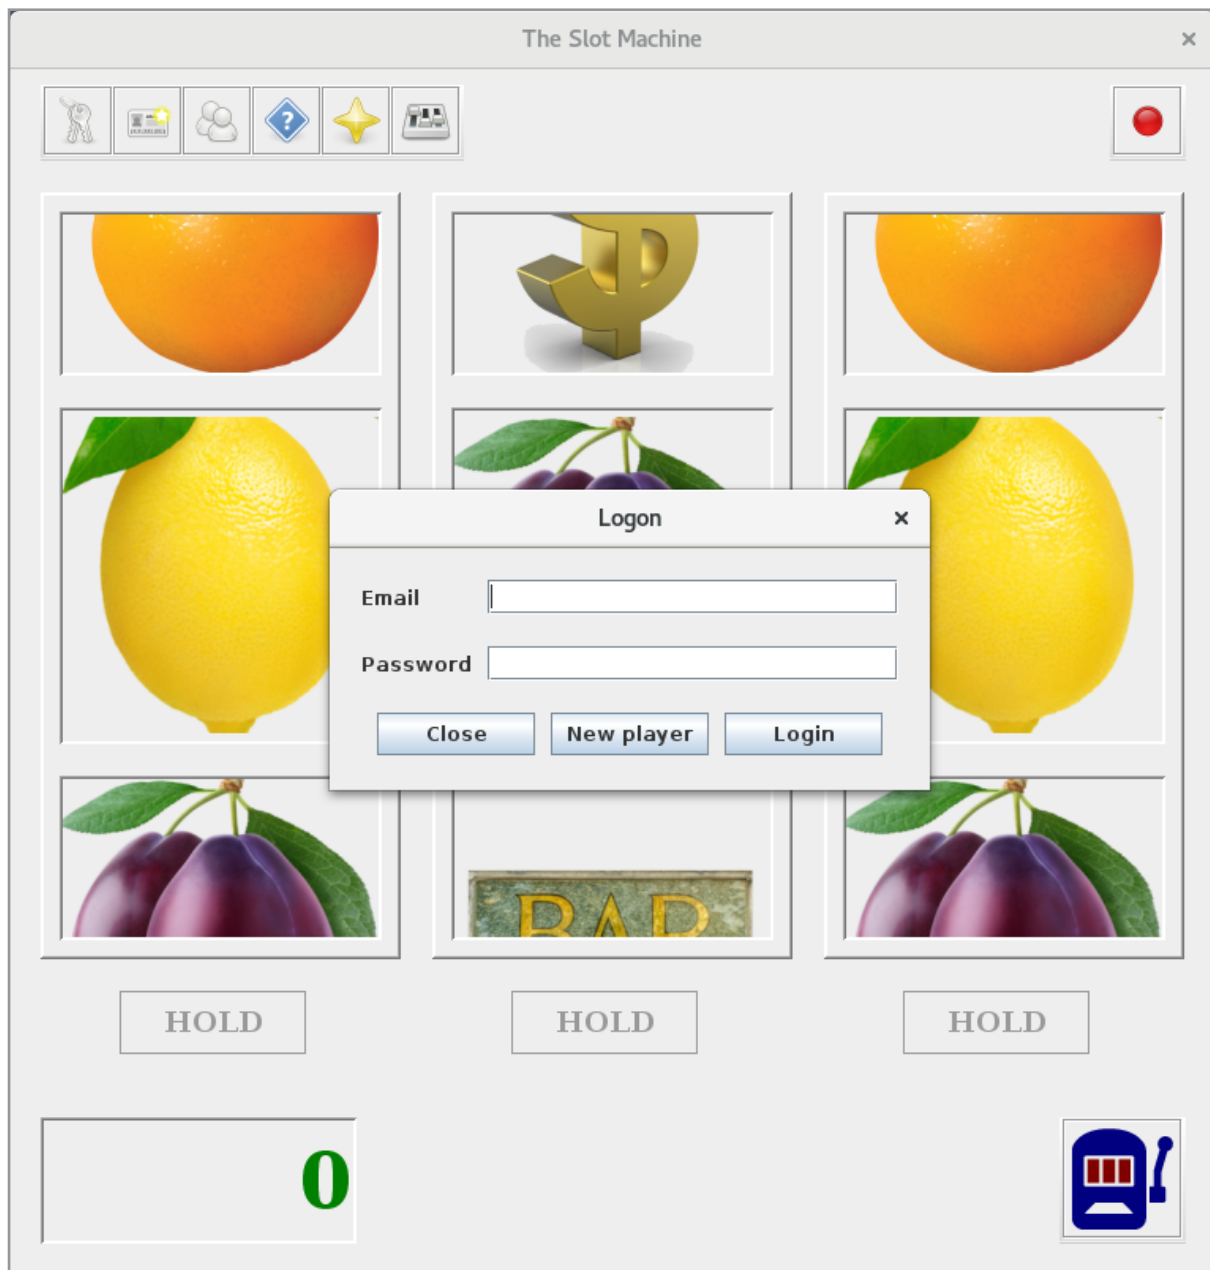 The Slot Machine
Logon
Email
Password
Close New player Login
BAR
HOLD HOLD HOLD
0